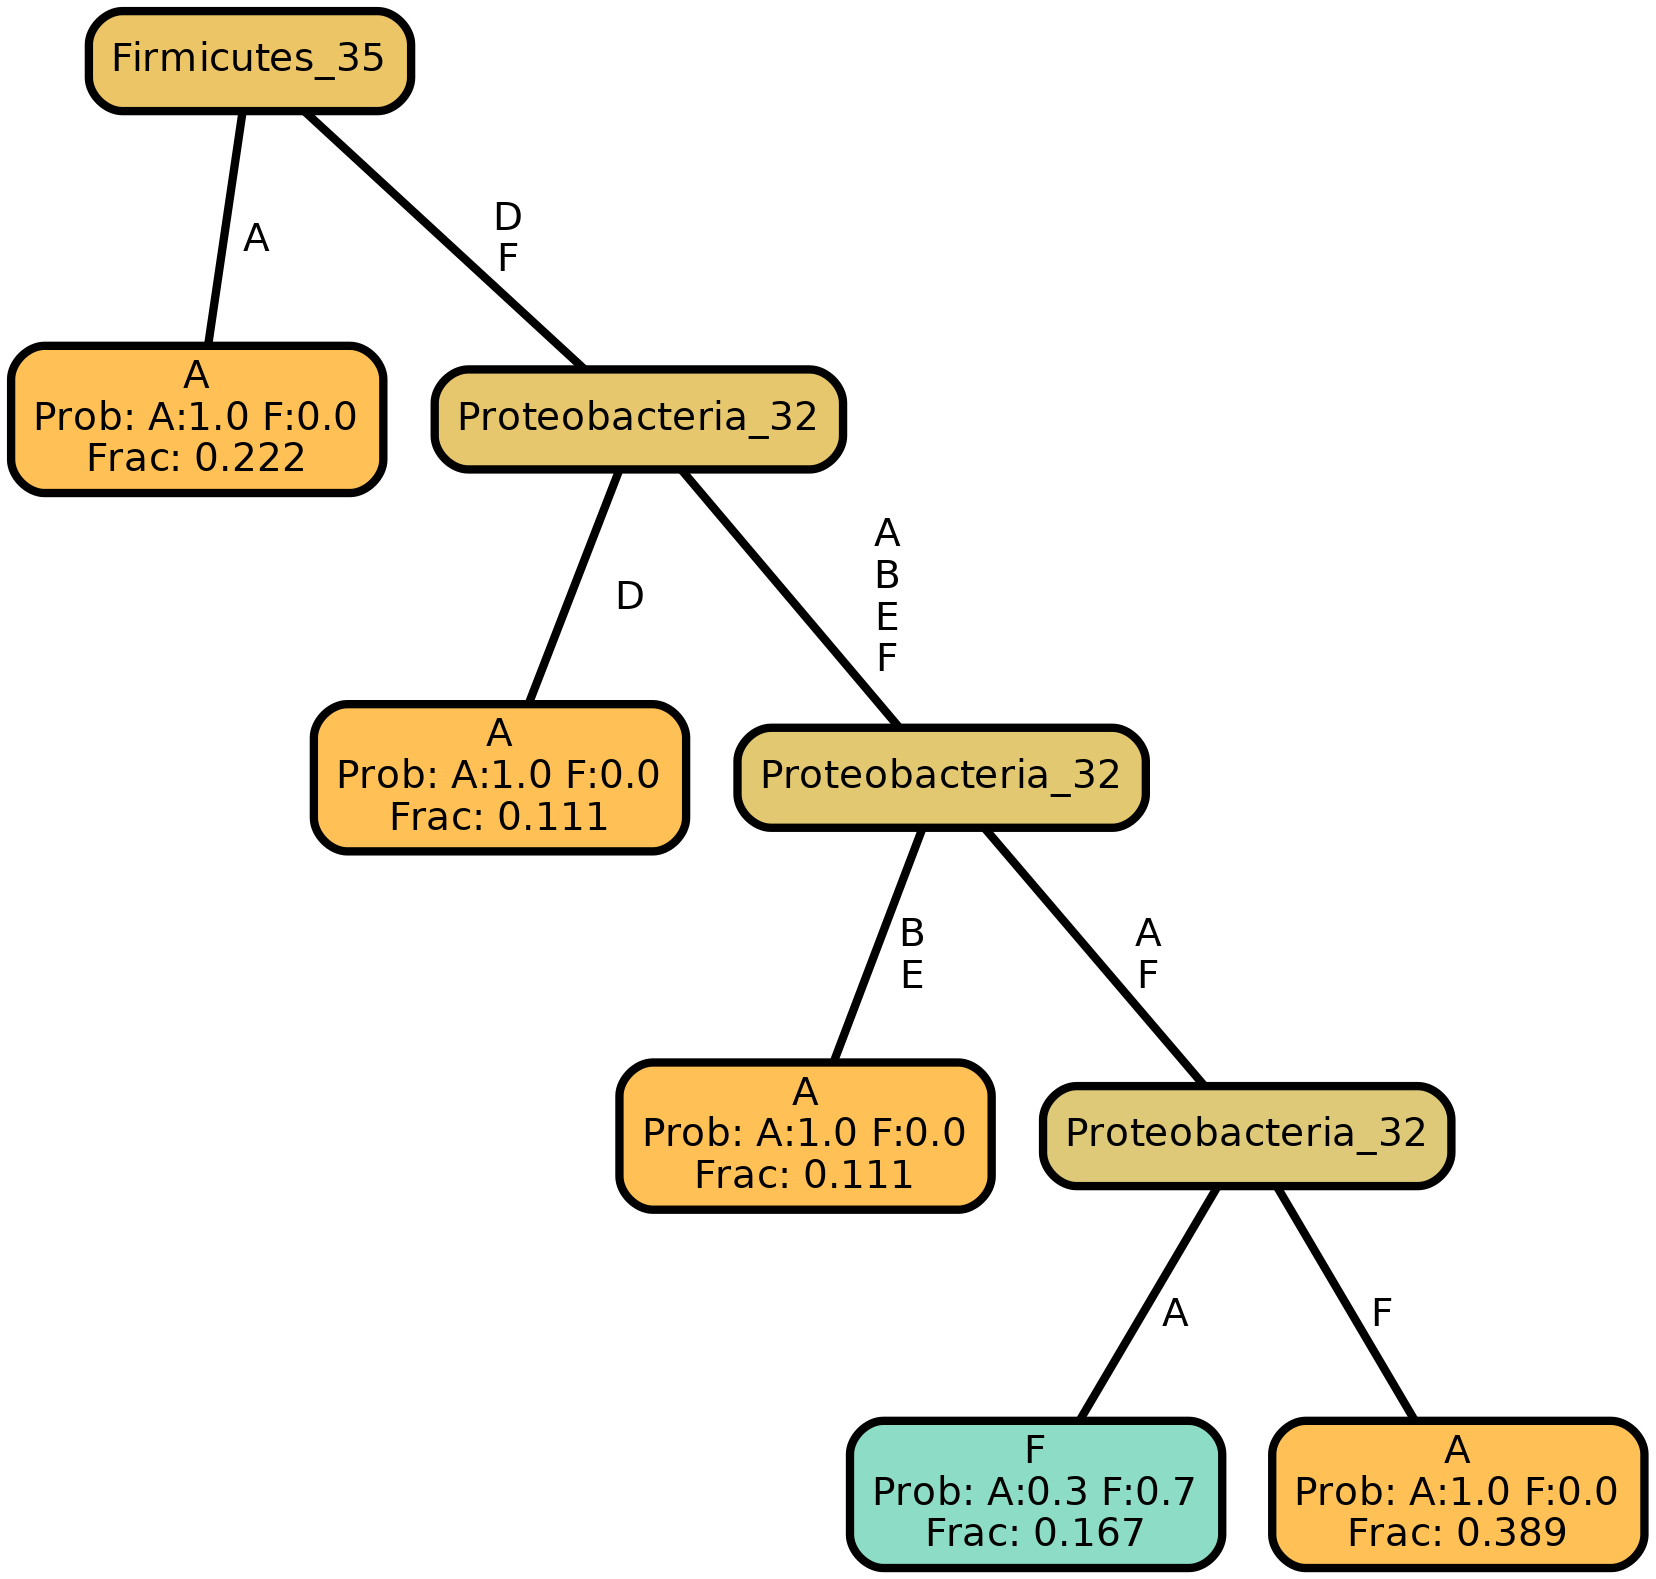 Firmicutes_35
A
D
F
A
Prob: A:1.0 F:0.0
Frac: 0.222
Proteobacteria_32
D
A
B
E
F
A
Prob: A:1.0 F:0.0
Frac: 0.111
Proteobacteria_32
B
E
A
F
A
Prob: A:1.0 F:0.0
Frac: 0.111
Proteobacteria_32
A
F
F
Prob: A:0.3 F:0.7
Frac: 0.167
A
Prob: A:1.0 F:0.0
Frac: 0.389